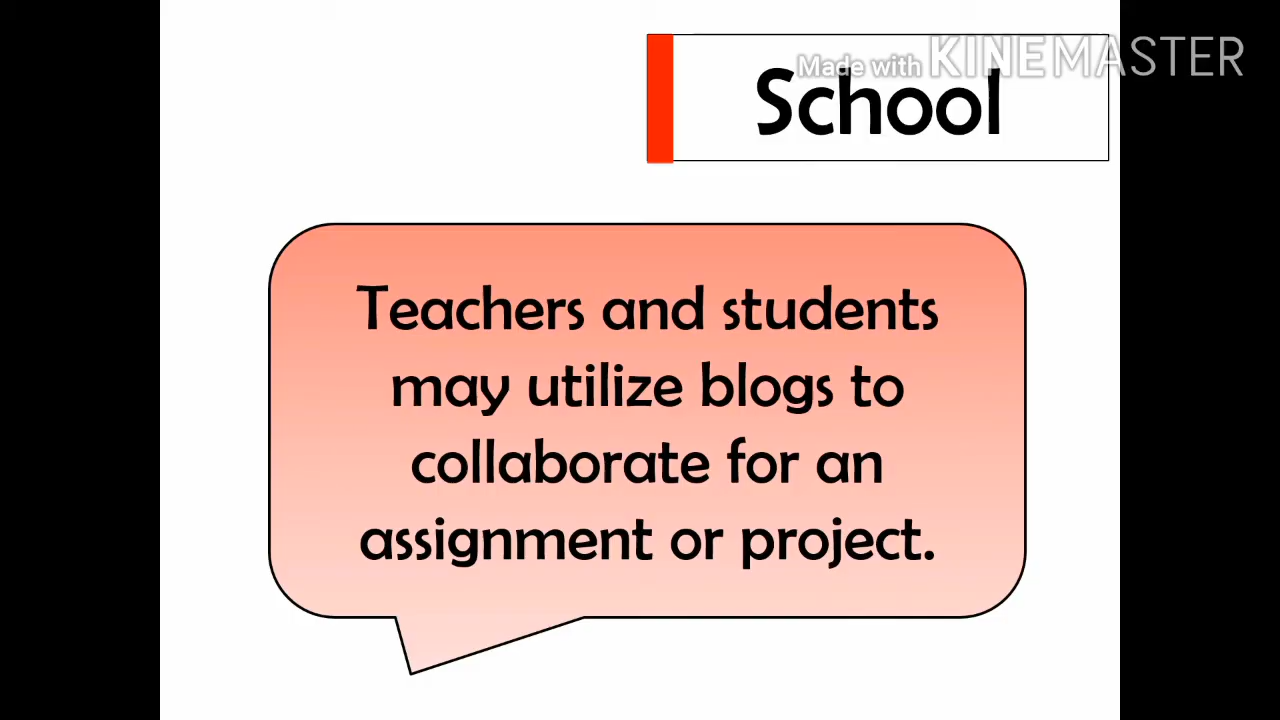 Made with KINEMASTER
School
Teachers and students
may utilize blogs to
collaborate for an
assignment or project.